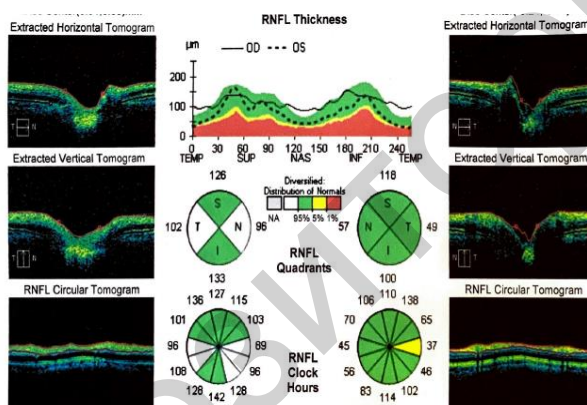 RNFL Thickness
Extracted Horizontal Tomogram
Extracted Horizontal Tomogram
µm
OD
OS
200
100
0
0 30 60 90 120 150 180 210 240
TEMP SUP NAS INF TEMP
T N
T N
Extracted Vertical Tomogram
Extracted Vertical Tomogram
126
118
Diversified:
Distribution of Normals
NA 95% 5% 1%
S
102 T N 96
I
133
S
57 N T 49
I
100
RNFL
Quadrants
RNFL Circular Tomogram
RNFL Circular Tomogram
127
136 115
101 103
96 89
108 96
128 128
142
110
106 138
70 65
45 37
56 46
83 102
114
RNFL
Clock
Hours